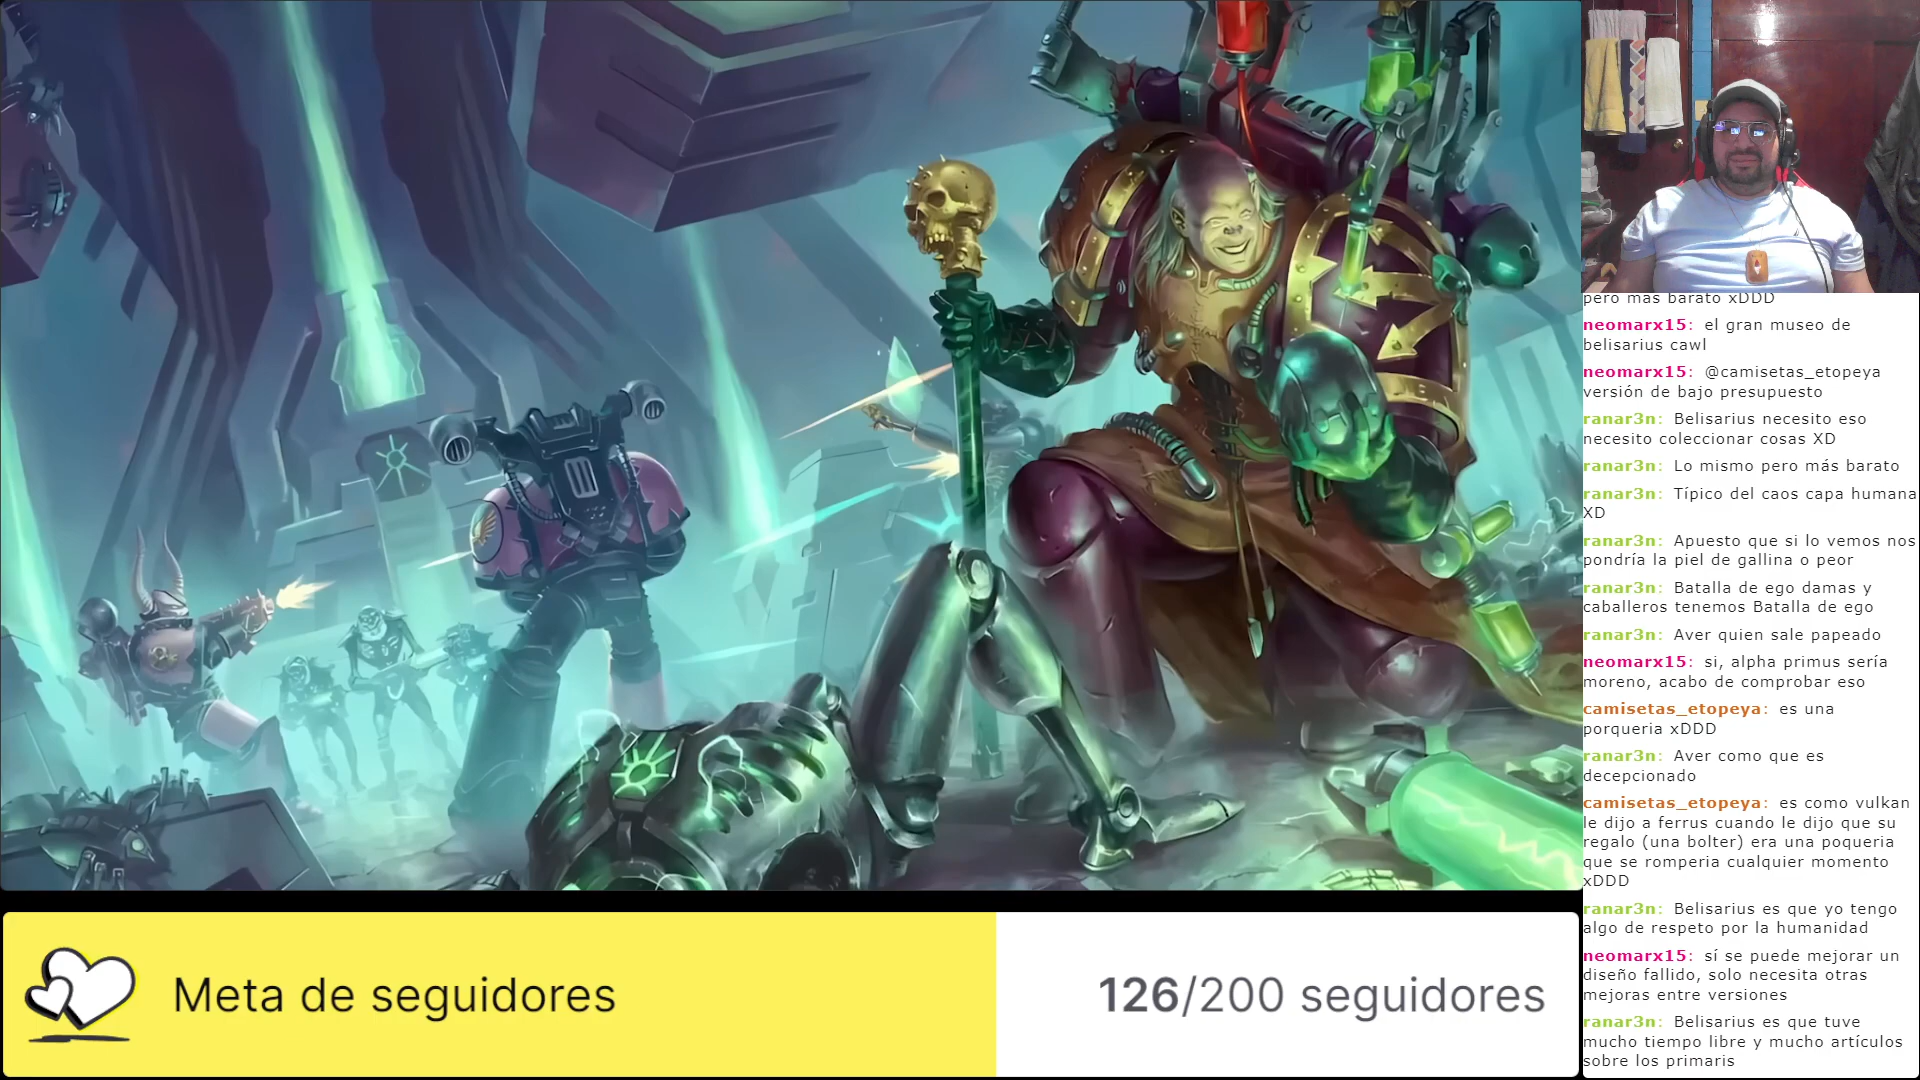 pero más barato xDDD
neomarx15: el gran museo de
belisarius cawl
neomarx15: @camisetas_etopeya
versión de bajo presupuesto
ranar3n: Belisarius necesito eso
necesito coleccionar cosas XD
ranar3n: Lo mismo pero más barato
ranar3n: Típico del caos capa humana
XD
ranar3n: Apuesto que si lo vemos nos
pondría la piel de gallina o peor
ranar3n: Batalla de ego damas y
caballeros tenemos Batalla de ego
ranar3n: Aver quien sale papeado
neomarx15: si, alpha primus sería
moreno, acabo de comprobar eso
camisetas_etopeya: es una
porqueria xDDD
ranar3n: Aver como que es
decepcionado
camisetas_etopeya: es como vulkan
le dijo a ferrus cuando le dijo que su
regalo (una bolter) era una poqueria
que se romperia cualquier momento
xDDD
ranar3n: Belisarius es que yo tengo
algo de respeto por la humanidad
neomarx15: sí se puede mejorar un
diseño fallido, solo necesita otras
mejoras entre versiones
ranar3n: Belisarius es que tuve
mucho tiempo libre y mucho artículos
sobre los primaris
Meta de seguidores
126/200 seguidores